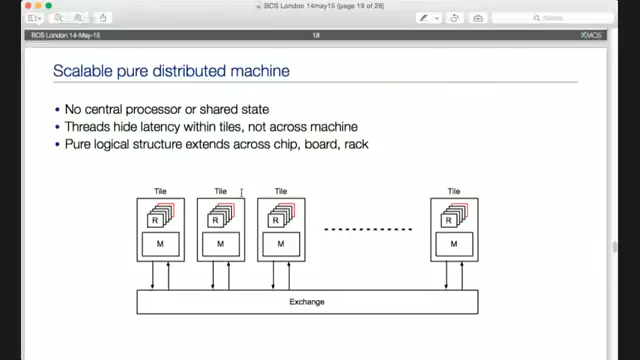 BCS London 14may15 (page 19 of 28)
BCS London 14-May-15
18
XMOS
Scalable pure distributed machine
• No central processor or shared state
• Threads hide latency within tiles, not across machine
• Pure logical structure extends across chip, board, rack
Tile Tile Tile Tile
R R R R
M M M M
Exchange